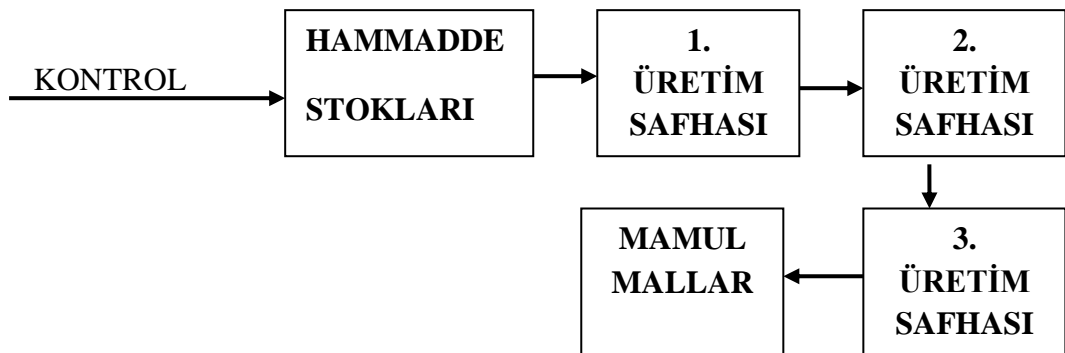 KONTROL
HAMMADDE
STOKLARI
1.
ÜRETİM
SAFHASI
2.
ÜRETİM
SAFHASI
3.
ÜRETİM
SAFHASI
MAMUL
MALLAR